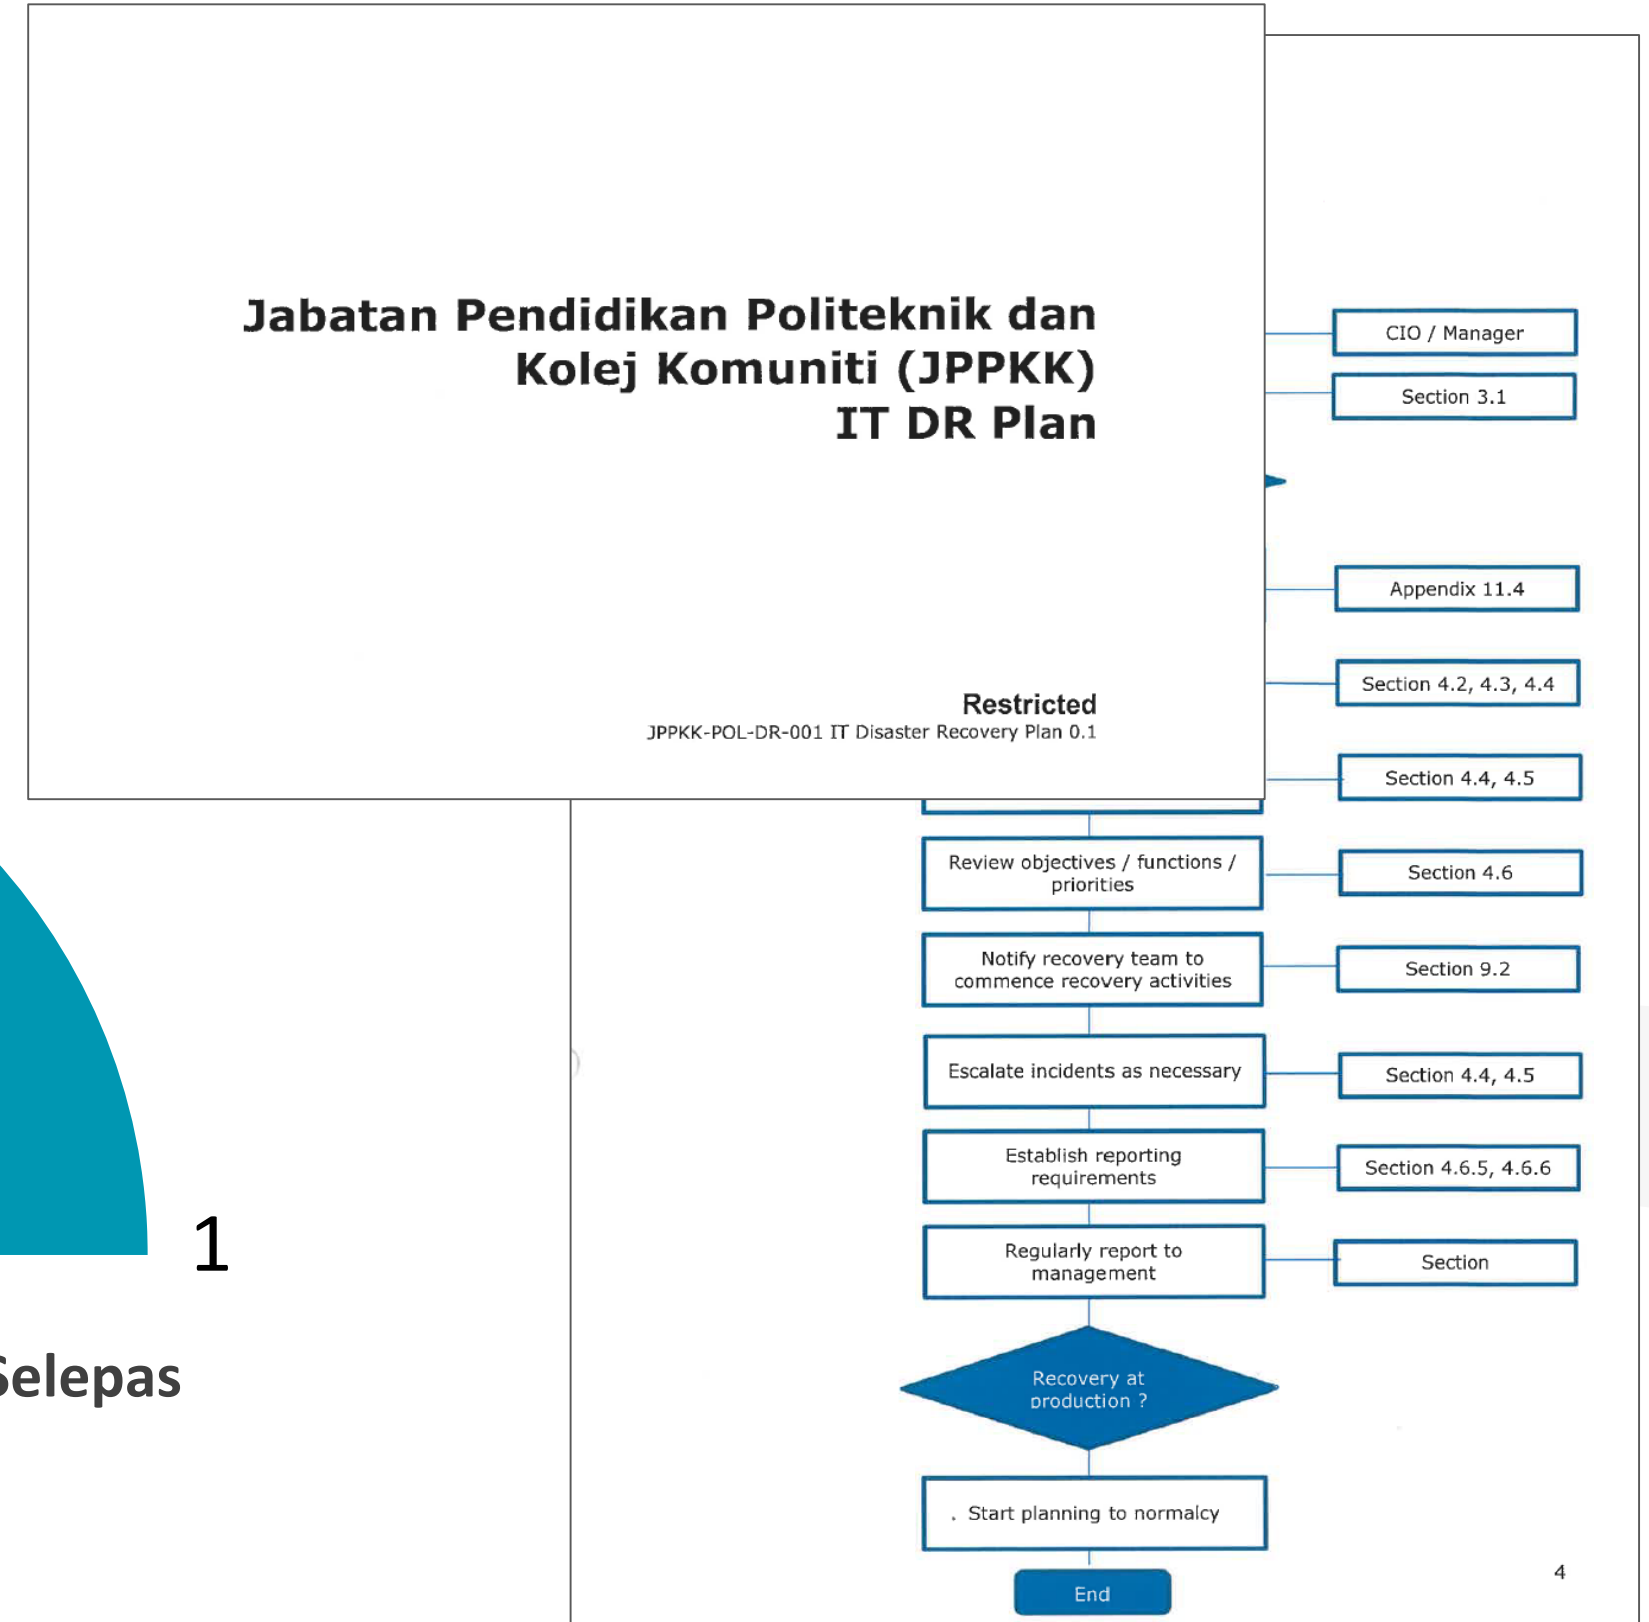 Jabatan Pendidikan Politeknik dan
Kolej Komuniti (JPPKK)
IT DR Plan
Restricted
JPPKK-POL-DR-001 IT Disaster Recovery Plan 0.1
CIO / Manager
Section 3.1
Appendix 11.4
Section 4.2, 4.3, 4.4
Section 4.4, 4.5
Review objectives / functions /
priorities
Section 4.6
Notify recovery team to
commence recovery activities
Section 9.2
Escalate incidents as necessary
Section 4.4, 4.5
Establish reporting
requirements
Section 4.6.5, 4.6.6
Regularly report to
management
Section
Recovery at
production ?
Start planning to normalcy
End
4
1
Selepas